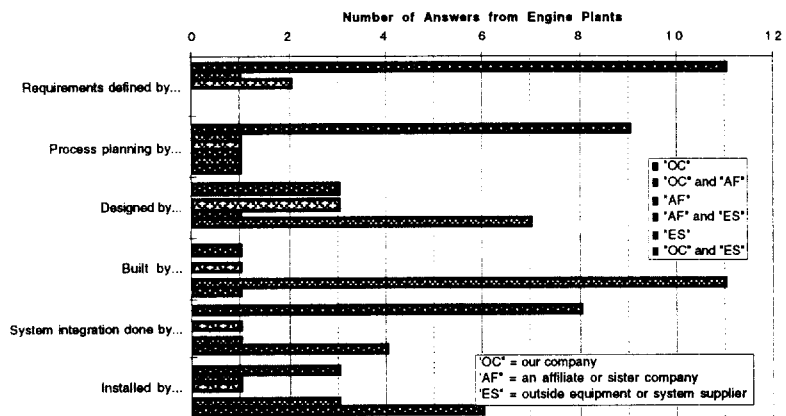 Number of Answers from Engine Plants
0 2 4 6 8 10 12
Requirements defined by...
Process planning by...
Designed by...
Built by...
System integration done by...
Installed by...
"OC"
"OC" and "AF"
"AF"
"AF" and "ES"
"ES"
"OC" and "ES"
'OC" = our company
'AF" = an affiliate or sister company
'ES" = outside equipment or system supplier